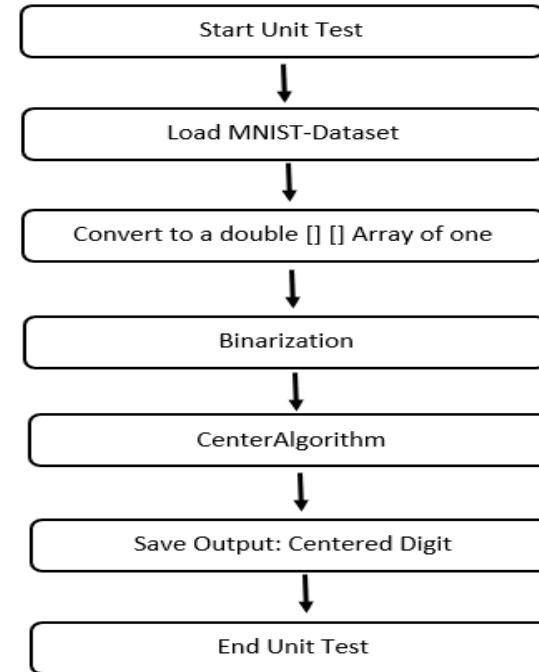 Start Unit Test
Load MNIST-Dataset
Convert to a double [] [] Array of one
Binarization
CenterAlgorithm
Save Output: Centered Digit
End Unit Test